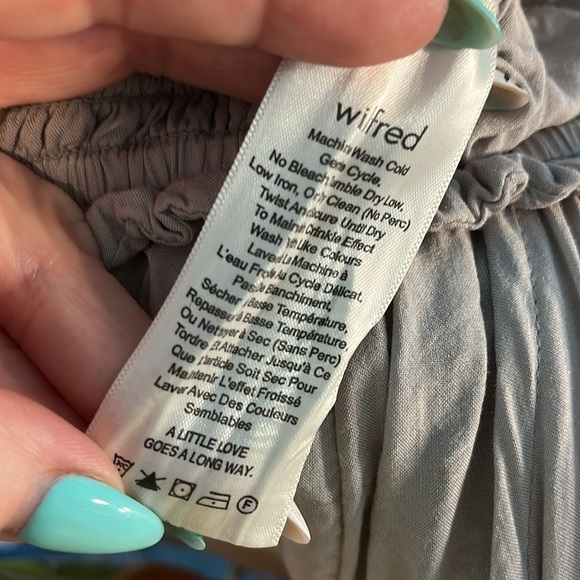 wilfred
Machine Wash Cold
Gentle Cycle,
No Bleach, Tumble Dry Low,
Low Iron, Or Dry Clean (No Perc)
Twist And Secure Until Dry
To Maintain Crinkle Effect
Wash With Like Colours
Laver À La Machine à
L'eau Froide Au Cycle Délicat,
Pas de Blanchiment,
Sécher à Basse Température,
Repasser à Basse Température,
Ou Nettoyer à Sec (Sans Perc)
Tordre Et Attacher Jusqu'à Ce
Que l'article Soit Sec Pour
Maintenir L'effet Froissé
Laver Avec Des Couleurs
Semblables
A LITTLE LOVE
GOES A LONG WAY.
F